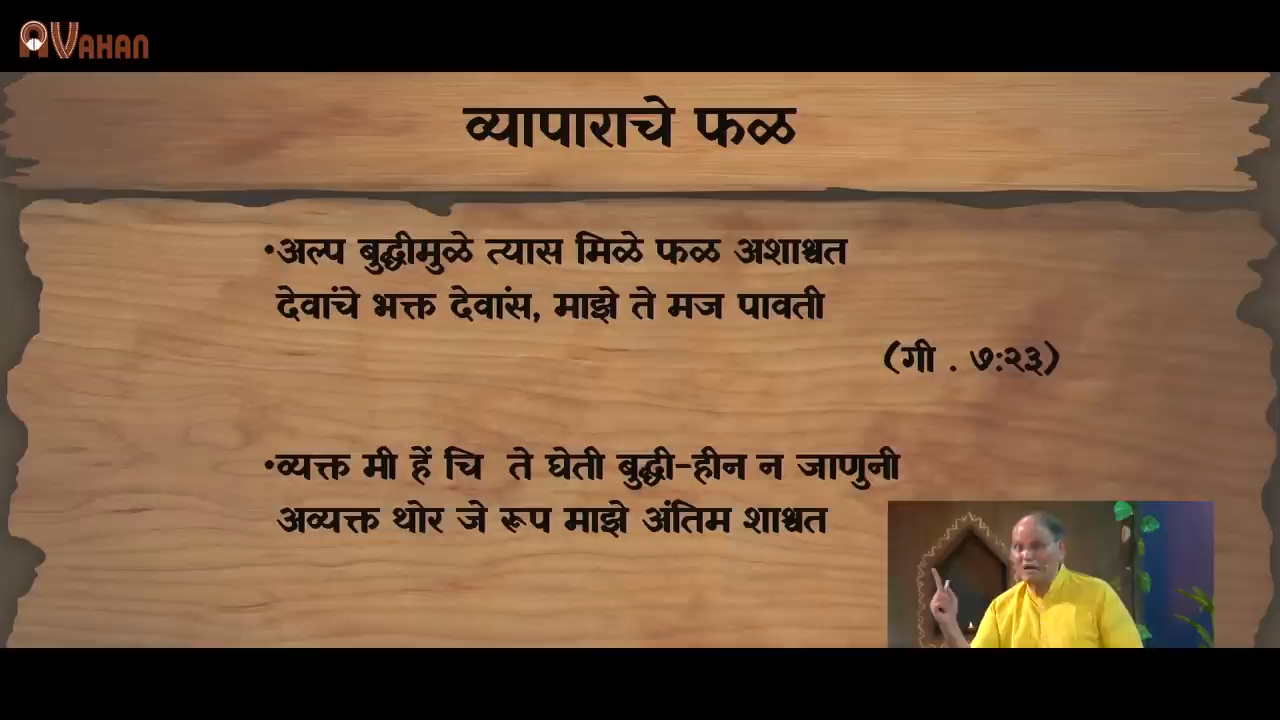 AVAHAN
व्यापाराचे फळ
•अल्प बुद्धीमुळे त्यास मिळे फळ अशाश्वत
देवांचे भक्त देवांस, माझे ते मज पावती
(गी . ७:२३)
•व्यक्त मी हें चि ते घेती बुद्धी-हीन न जाणुनी
अव्यक्त थोर जे रूप माझे अंतिम शाश्वत